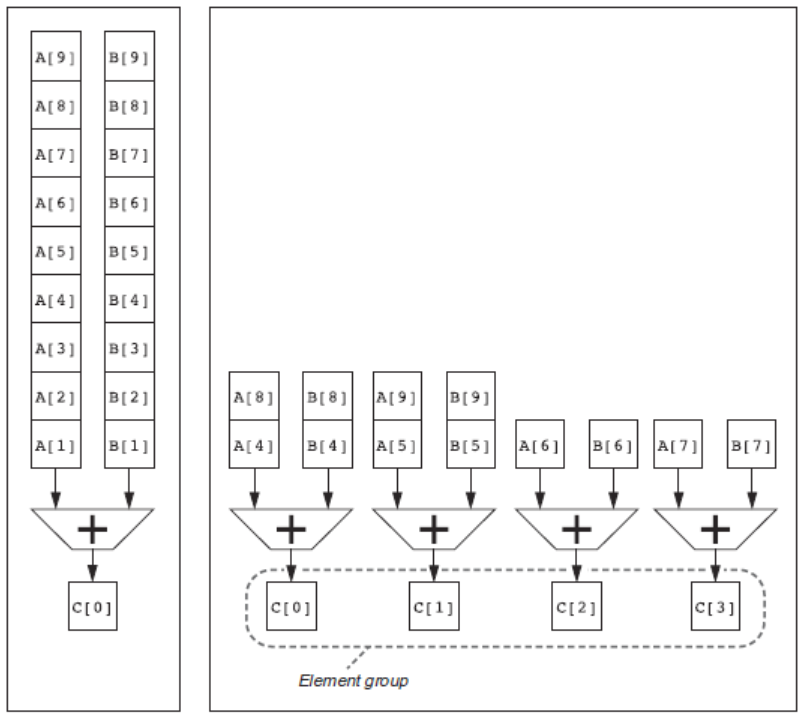 A[9] B[9]
A[8] B[8]
A[7] B[7]
A[6] B[6]
A[5] B[5]
A[4] B[4]
A[3] B[3]
A[2] B[2]
A[1] B[1]
+
C[0]
A[8] B[8] A[9] B[9]
A[4] B[4] A[5] B[5] A[6] B[6] A[7] B[7]
+ + + +
C[0] C[1] C[2] C[3]
Element group